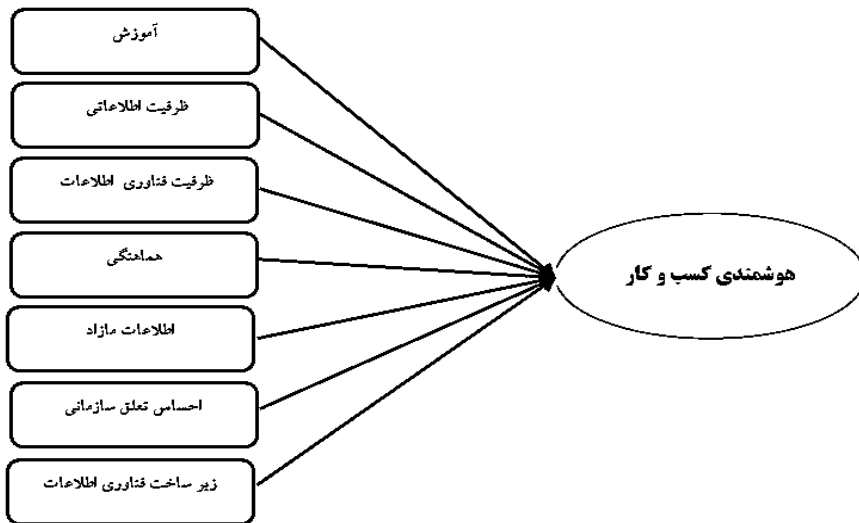 آموزش
ظرفیت اطلاعاتی
ظرفیت فناوری اطلاعات
هماهنگی
اطلاعات مازاد
احساس تعلق سازمانی
زیر ساخت فناوری اطلاعات
هوشمندی کسب و کار